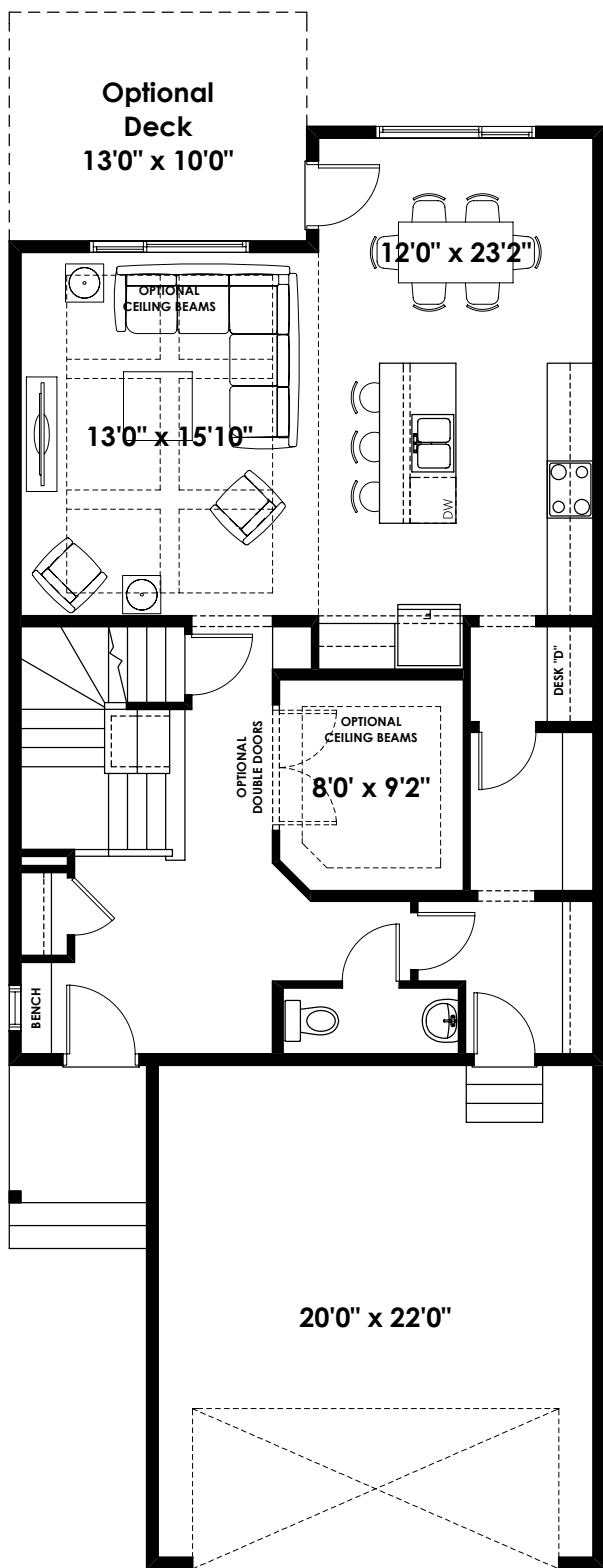 Optional
Deck
13'0" x 10'0"
12'0" x 23'2"
OPTIONAL
CEILING BEAMS
13'0" x 15'10"
DW
F
DESK "D"
OPTIONAL
DOUBLE DOORS
OPTIONAL
CEILING BEAMS
8'0' x 9'2"
BENCH
20'0" x 22'0"